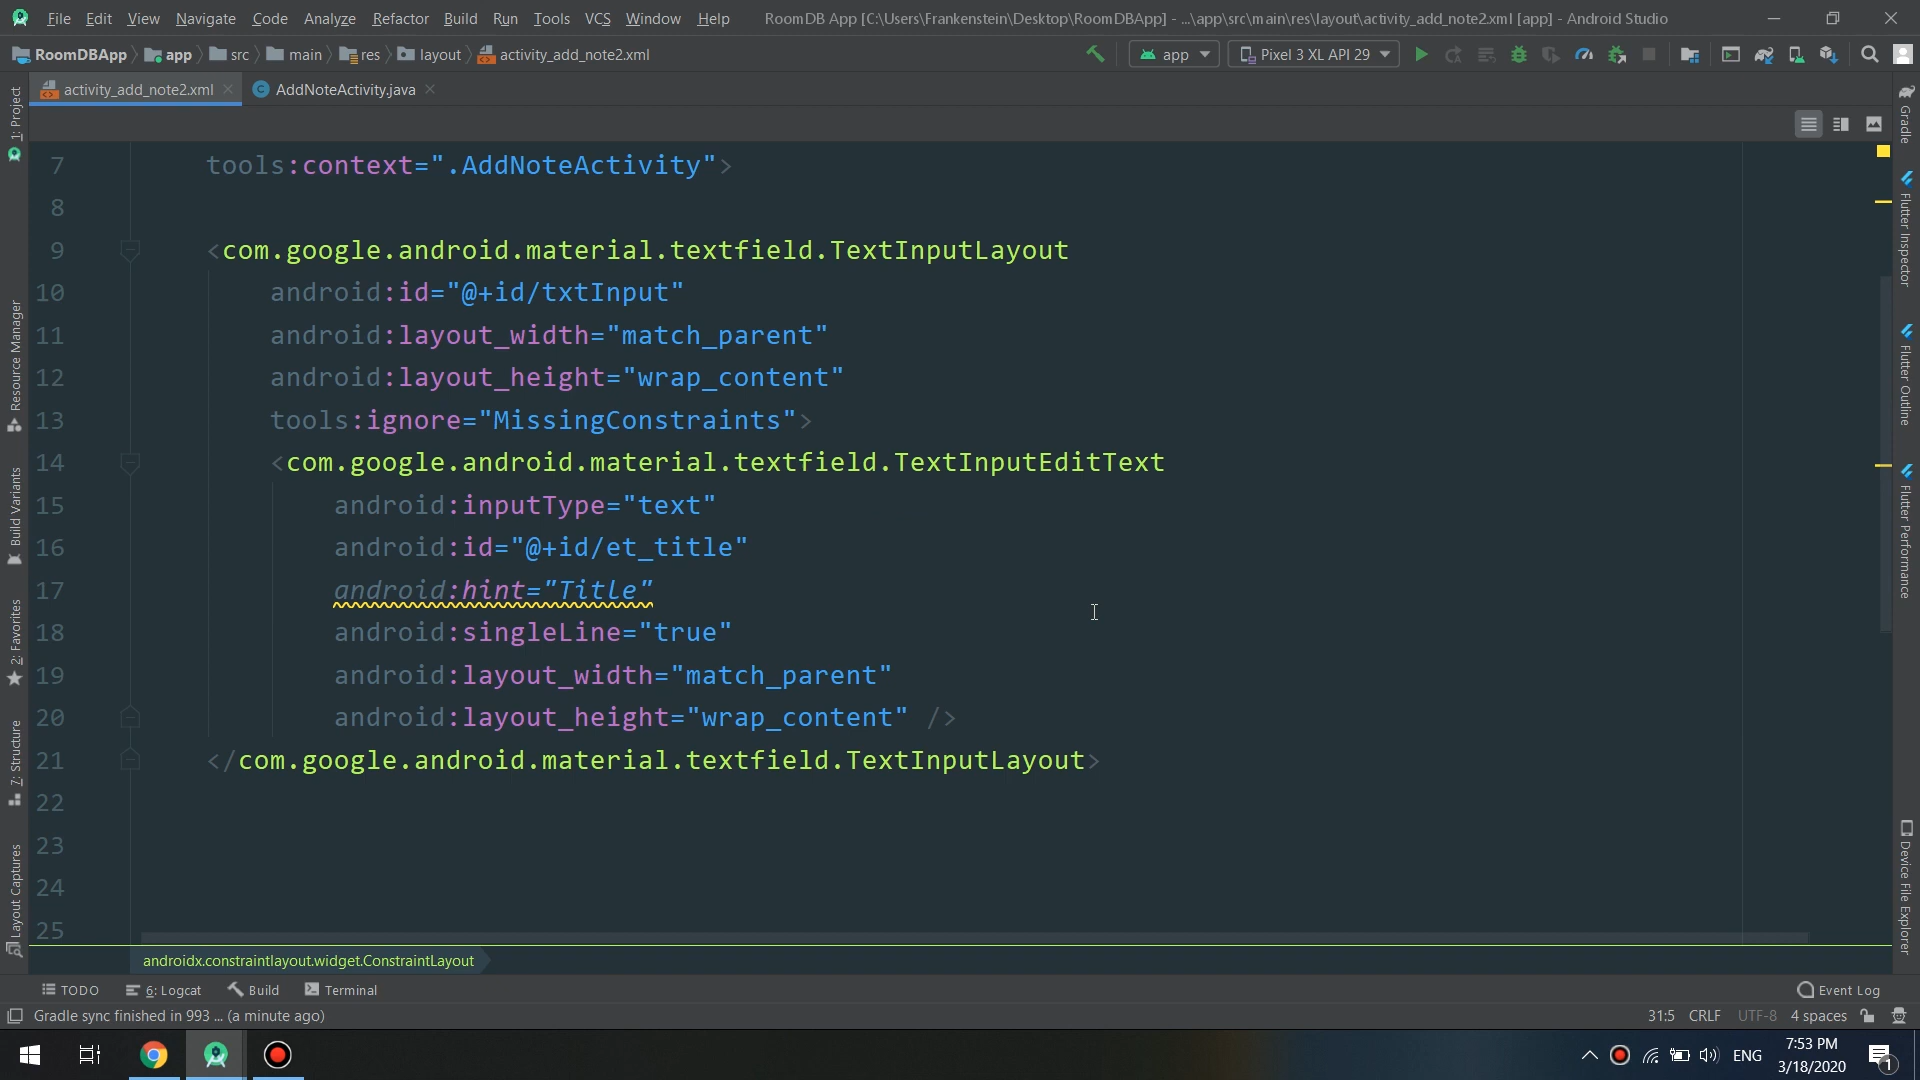 File Edit View Navigate Code Analyze Refactor Build Run Tools VCS Window Help RoomDB App [C:\Users\Frankenstein\Desktop\RoomDBApp] - ...\app\src\main\res\layout\activity_add_note2.xml [app] - Android Studio
RoomDBApp app src main res layout activity_add_note2.xml app Pixel 3 XL API 29
activity_add_note2.xml AddNoteActivity.java
7 tools:context=".AddNoteActivity">
8
9 <com.google.android.material.textfield.TextInputLayout
10 android:id="@+id/txtInput"
11 android:layout_width="match_parent"
12 android:layout_height="wrap_content"
13 tools:ignore="MissingConstraints">
14 <com.google.android.material.textfield.TextInputEditText
15 android:inputType="text"
16 android:id="@+id/et_title"
17 android:hint="Title"
18 android:singleLine="true"
19 android:layout_width="match_parent"
20 android:layout_height="wrap_content" />
21 </com.google.android.material.textfield.TextInputLayout>
22
23
24
25
androidx.constraintlayout.widget.ConstraintLayout
1: Project
Resource Manager
Build Variants
2: Favorites
7: Structure
Layout Captures
Gradle
Flutter Inspector
Flutter Outline
Flutter Performance
Device File Explorer
TODO 6: Logcat Build Terminal Event Log
Gradle sync finished in 993 ... (a minute ago) 31:5 CRLF UTF-8 4 spaces
ENG 7:53 PM
3/18/2020 1